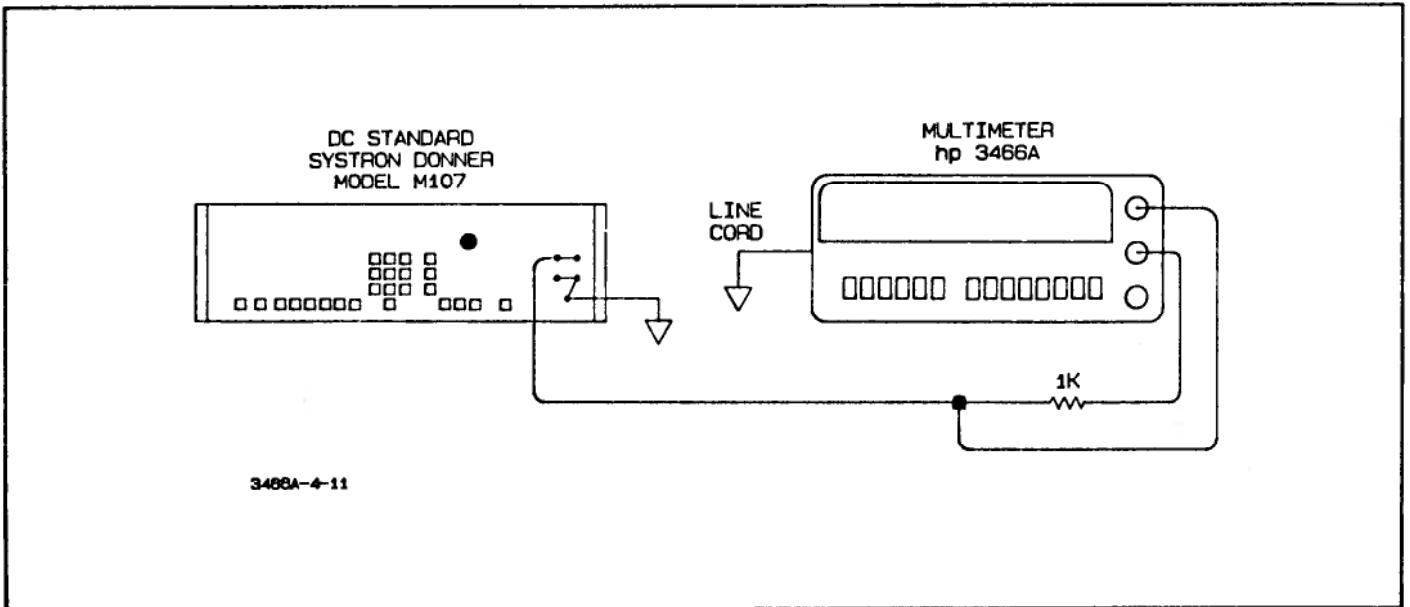 DC STANDARD
SYSTRON DONNER
MODEL M107
MULTIMETER
hp 3466A
LINE
CORD
1K
3466A-4-11